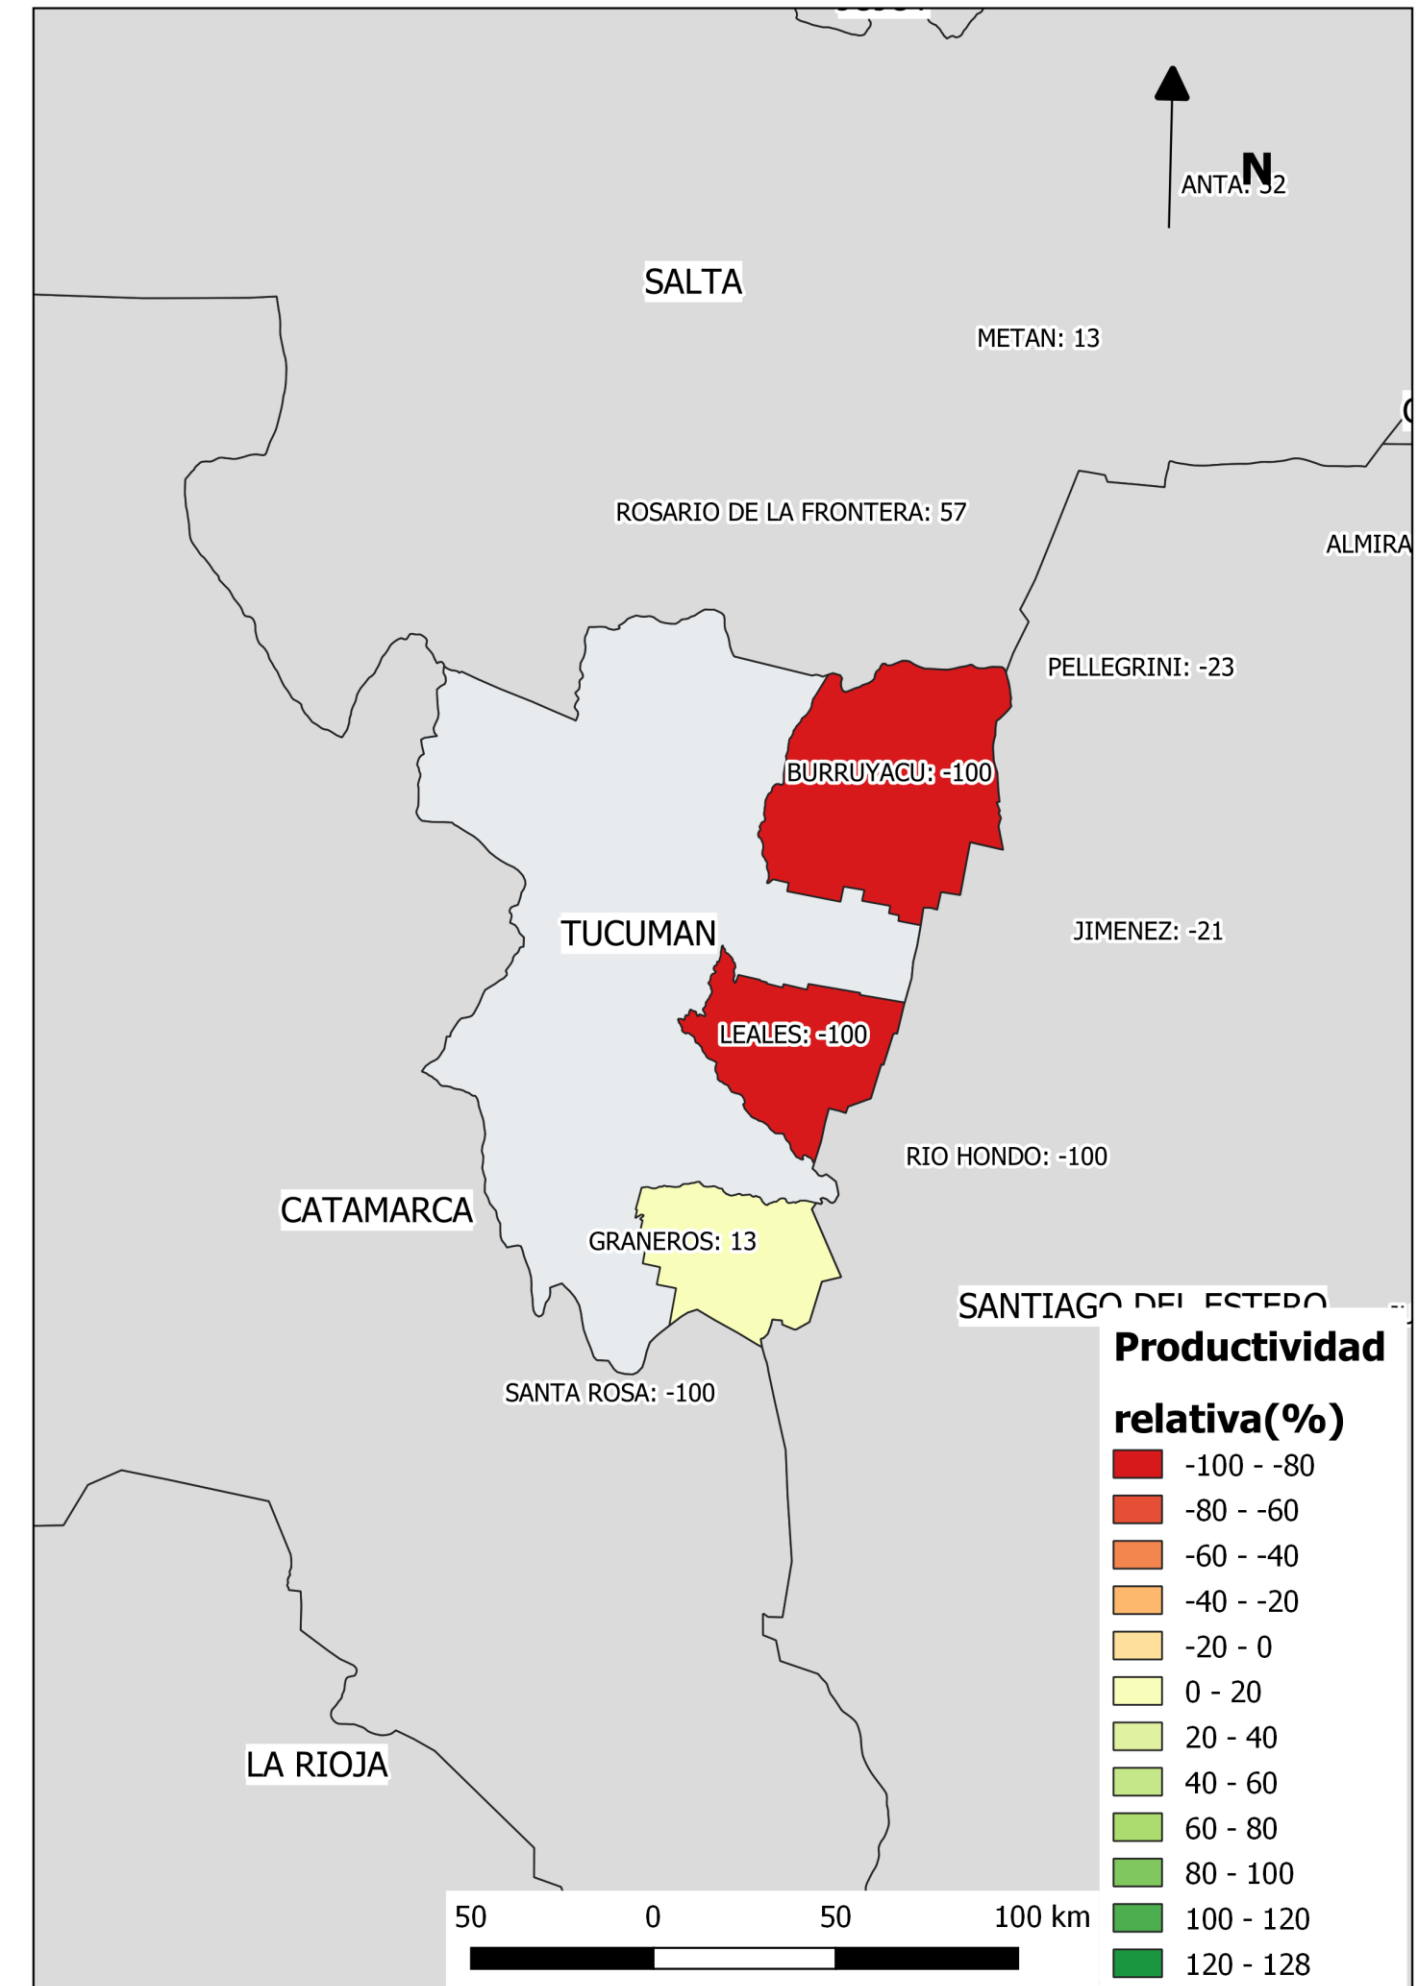 N
ANTA: 32
SALTA
METAN: 13
ROSARIO DE LA FRONTERA: 57
ALMIRA
PELLEGRINI: -23
BURRUYACU: -100
TUCUMAN
JIMENEZ: -21
LEALES: -100
RIO HONDO: -100
CATAMARCA
GRANEROS: 13
SANTIAGO DEL ESTERO
SANTA ROSA: -100
LA RIOJA
Productividad
relativa(%)
-100 - -80
-80 - -60
-60 - -40
-40 - -20
-20 - 0
0 - 20
20 - 40
40 - 60
60 - 80
80 - 100
100 - 120
120 - 128
50 0 50 100 km